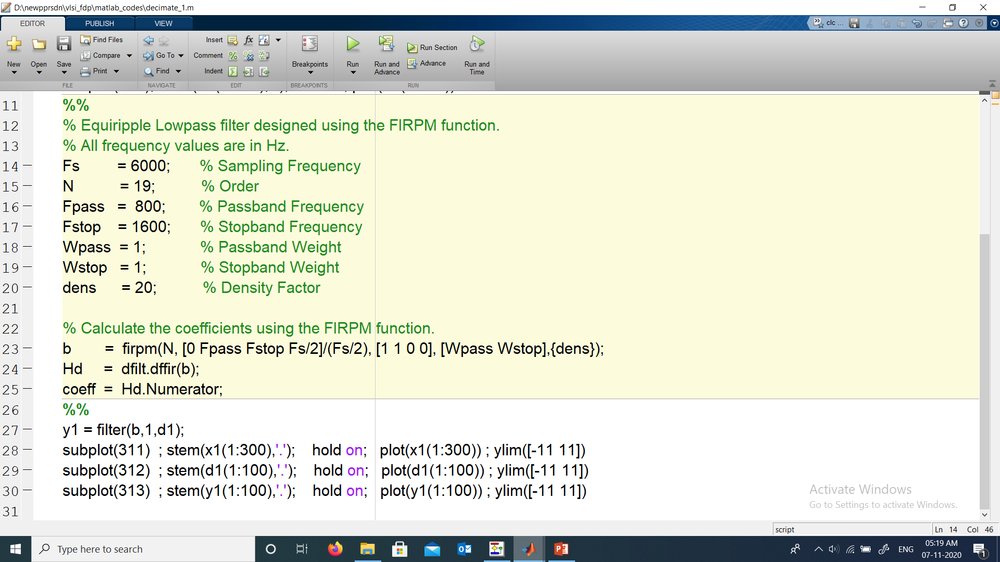 D:\newpprsdn\vlsi_fdp\matlab_codes\decimate_1.m
EDITOR PUBLISH VIEW
clc ...
New Open Save Find Files Compare Print
FILE
Go To Find
NAVIGATE
Insert fx
Comment
Indent
EDIT
Breakpoints
BREAKPOINTS
Run Run and Advance Run Section Advance Run and Time
RUN
11 %%
12 % Equiripple Lowpass filter designed using the FIRPM function.
13 % All frequency values are in Hz.
14 Fs = 6000; % Sampling Frequency
15 N = 19; % Order
16 Fpass = 800; % Passband Frequency
17 Fstop = 1600; % Stopband Frequency
18 Wpass = 1; % Passband Weight
19 Wstop = 1; % Stopband Weight
20 dens = 20; % Density Factor
21
22 % Calculate the coefficients using the FIRPM function.
23 b = firpm(N, [0 Fpass Fstop Fs/2]/(Fs/2), [1 1 0 0], [Wpass Wstop],{dens});
24 Hd = dfilt.dffir(b);
25 coeff = Hd.Numerator;
26 %%
27 y1 = filter(b,1,d1);
28 subplot(311) ; stem(x1(1:300),'.'); hold on; plot(x1(1:300)) ; ylim([-11 11])
29 subplot(312) ; stem(d1(1:100),'.'); hold on; plot(d1(1:100)) ; ylim([-11 11])
30 subplot(313) ; stem(y1(1:100),'.'); hold on; plot(y1(1:100)) ; ylim([-11 11])
31
Activate Windows
Go to Settings to activate Windows.
script Ln 14 Col 46
Type here to search
ENG
05:19 AM
07-11-2020
1